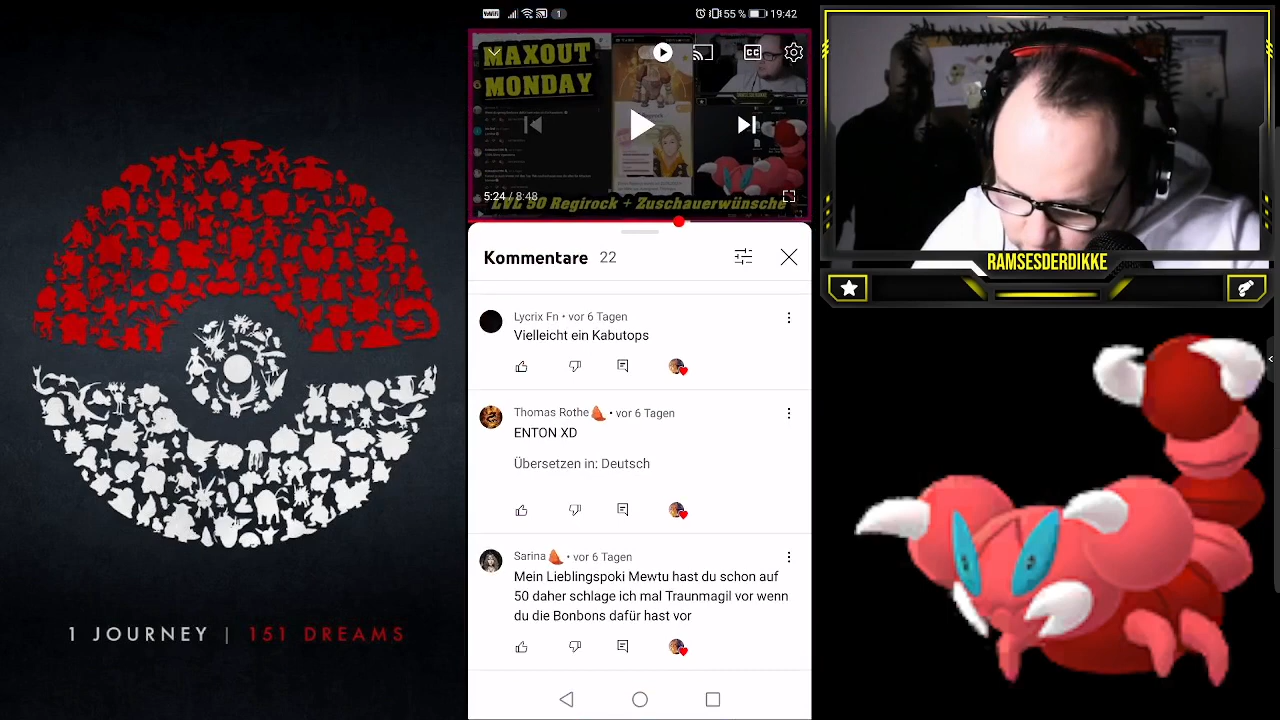 1 JOURNEY | 151 DREAMS
1
55 %
19:42
MAXOUT
MONDAY
CC
5:24 / 8:48
LVL 50 Regirock + Zuschauerwünsche
Kommentare 22
Lycrix Fn • vor 6 Tagen
Vielleicht ein Kabutops
Thomas Rothe • vor 6 Tagen
ENTON XD
Übersetzen in: Deutsch
Sarina • vor 6 Tagen
Mein Lieblingspoki Mewtu hast du schon auf
50 daher schlage ich mal Traunmagil vor wenn
du die Bonbons dafür hast vor
RAMSESDERDIKKE